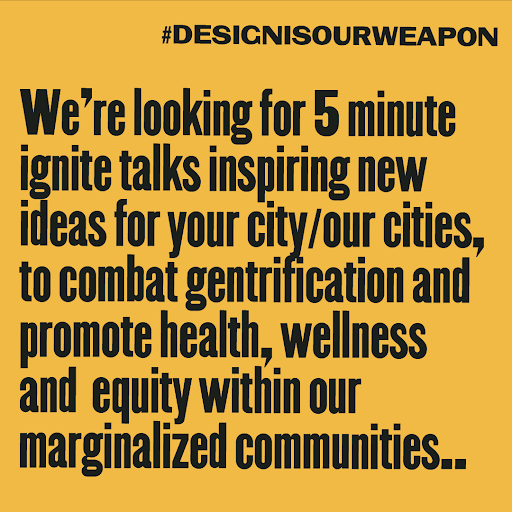 #DESIGNISOURWEAPON
We're looking for 5 minute
ignite talks inspiring new
ideas for your city/our cities,
to combat gentrification and
promote health, wellness
and equity within our
marginalized communities..